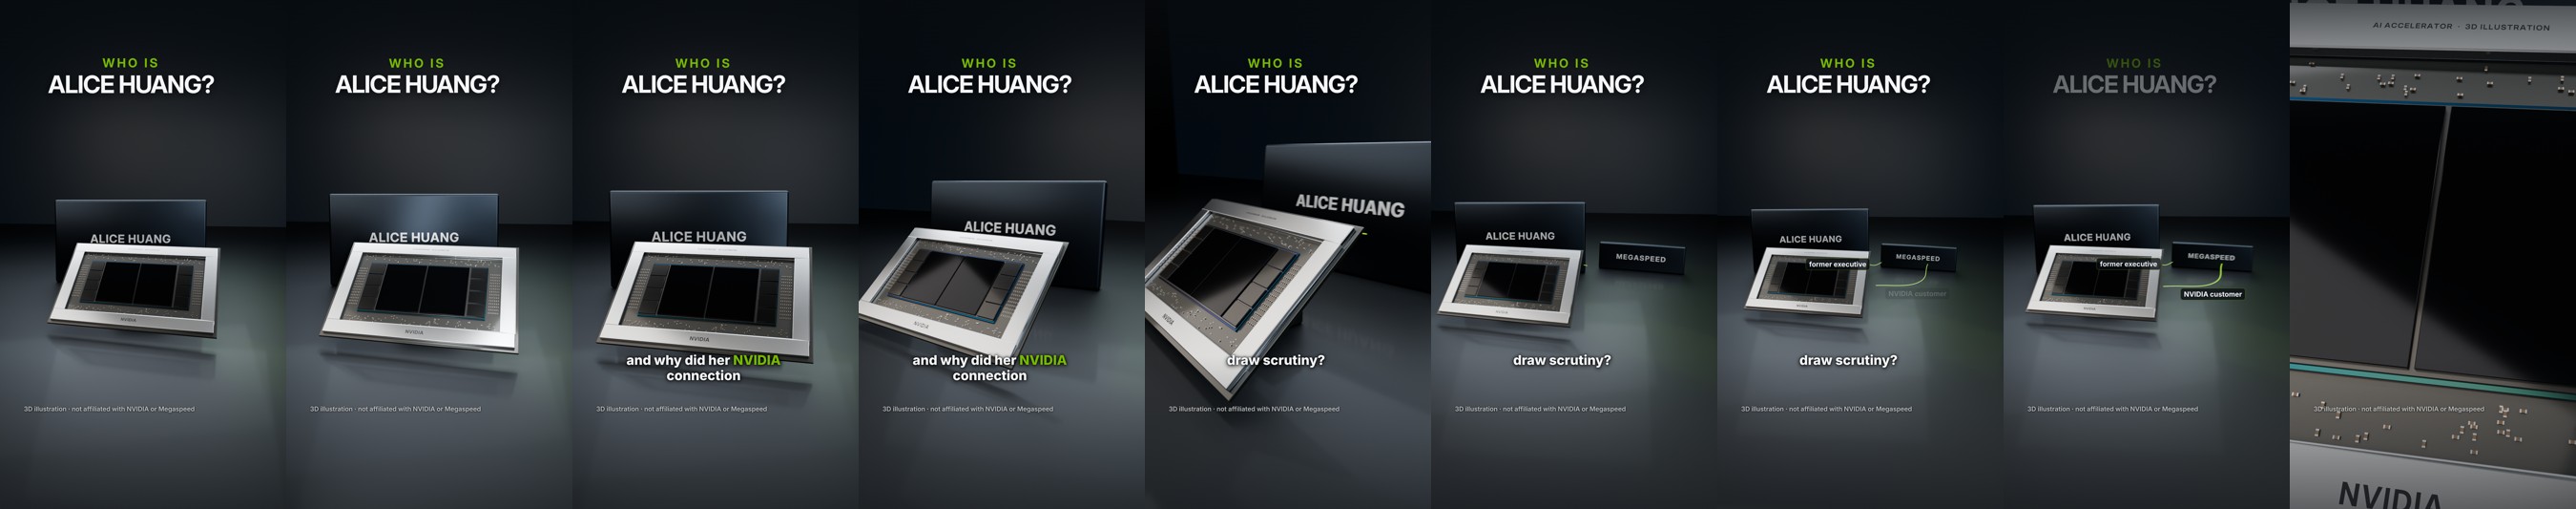 WHO IS
ALICE HUANG?
ALICE HUANG
NVIDIA
3D illustration - not affiliated with NVIDIA or Megaspeed
WHO IS
ALICE HUANG?
ALICE HUANG
NVIDIA
3D illustration - not affiliated with NVIDIA or Megaspeed
WHO IS
ALICE HUANG?
ALICE HUANG
NVIDIA
and why did her NVIDIA
connection
3D illustration - not affiliated with NVIDIA or Megaspeed
WHO IS
ALICE HUANG?
ALICE HUANG
NVIDIA
and why did her NVIDIA
connection
3D illustration - not affiliated with NVIDIA or Megaspeed
WHO IS
ALICE HUANG?
ALICE HUANG
NVIDIA
draw scrutiny?
3D illustration - not affiliated with NVIDIA or Megaspeed
WHO IS
ALICE HUANG?
ALICE HUANG
MEGASPEED
NVIDIA
draw scrutiny?
3D illustration - not affiliated with NVIDIA or Megaspeed
WHO IS
ALICE HUANG?
ALICE HUANG
MEGASPEED
former executive
NVIDIA customer
NVIDIA
draw scrutiny?
3D illustration - not affiliated with NVIDIA or Megaspeed
WHO IS
ALICE HUANG?
ALICE HUANG
MEGASPEED
former executive
NVIDIA customer
NVIDIA
3D illustration - not affiliated with NVIDIA or Megaspeed
AI ACCELERATOR - 3D ILLUSTRATION
3D illustration - not affiliated with NVIDIA or Megaspeed
NVIDIA